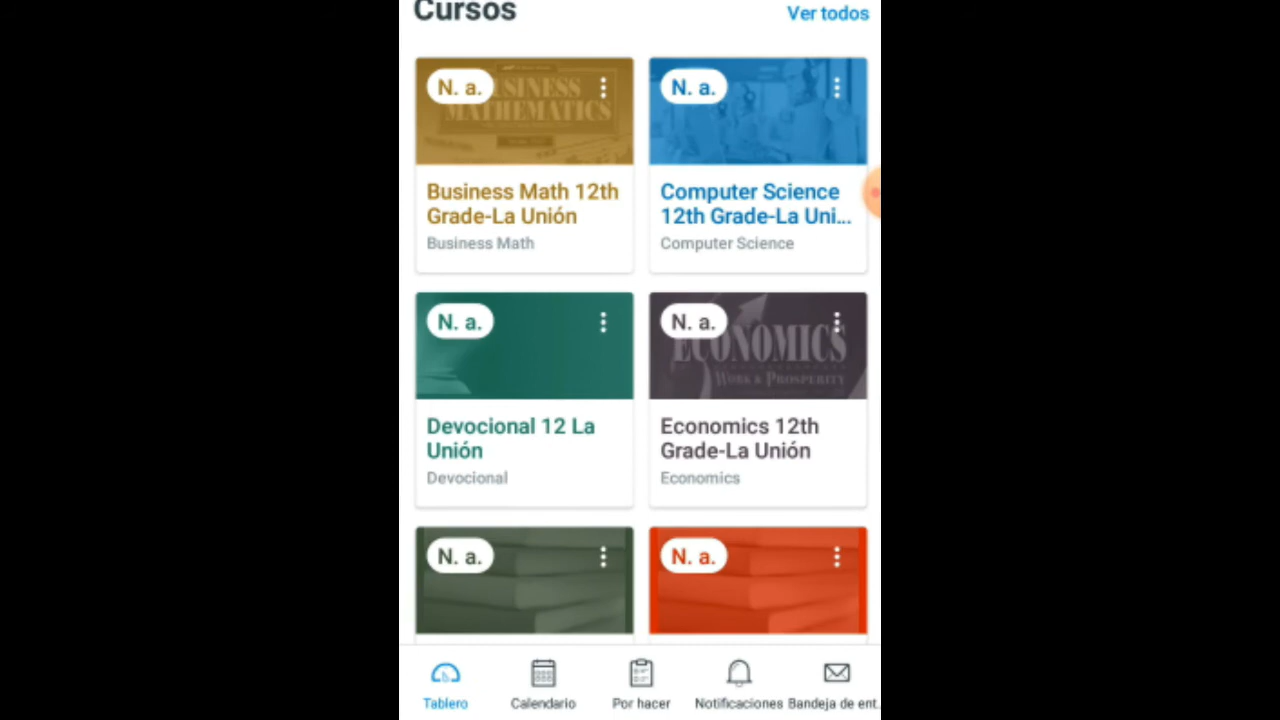 Cursos
Ver todos
N. a.
BUSINESS
MATHEMATICS
N. a.
Business Math 12th
Grade-La Unión
Business Math
Computer Science
12th Grade-La Uni...
Computer Science
N. a.
N. a.
ECONOMICS
WORK & PROSPERITY
Devocional 12 La
Unión
Devocional
Economics 12th
Grade-La Unión
Economics
N. a.
N. a.
Tablero
Calendario
Por hacer
Notificaciones
Bandeja de ent.